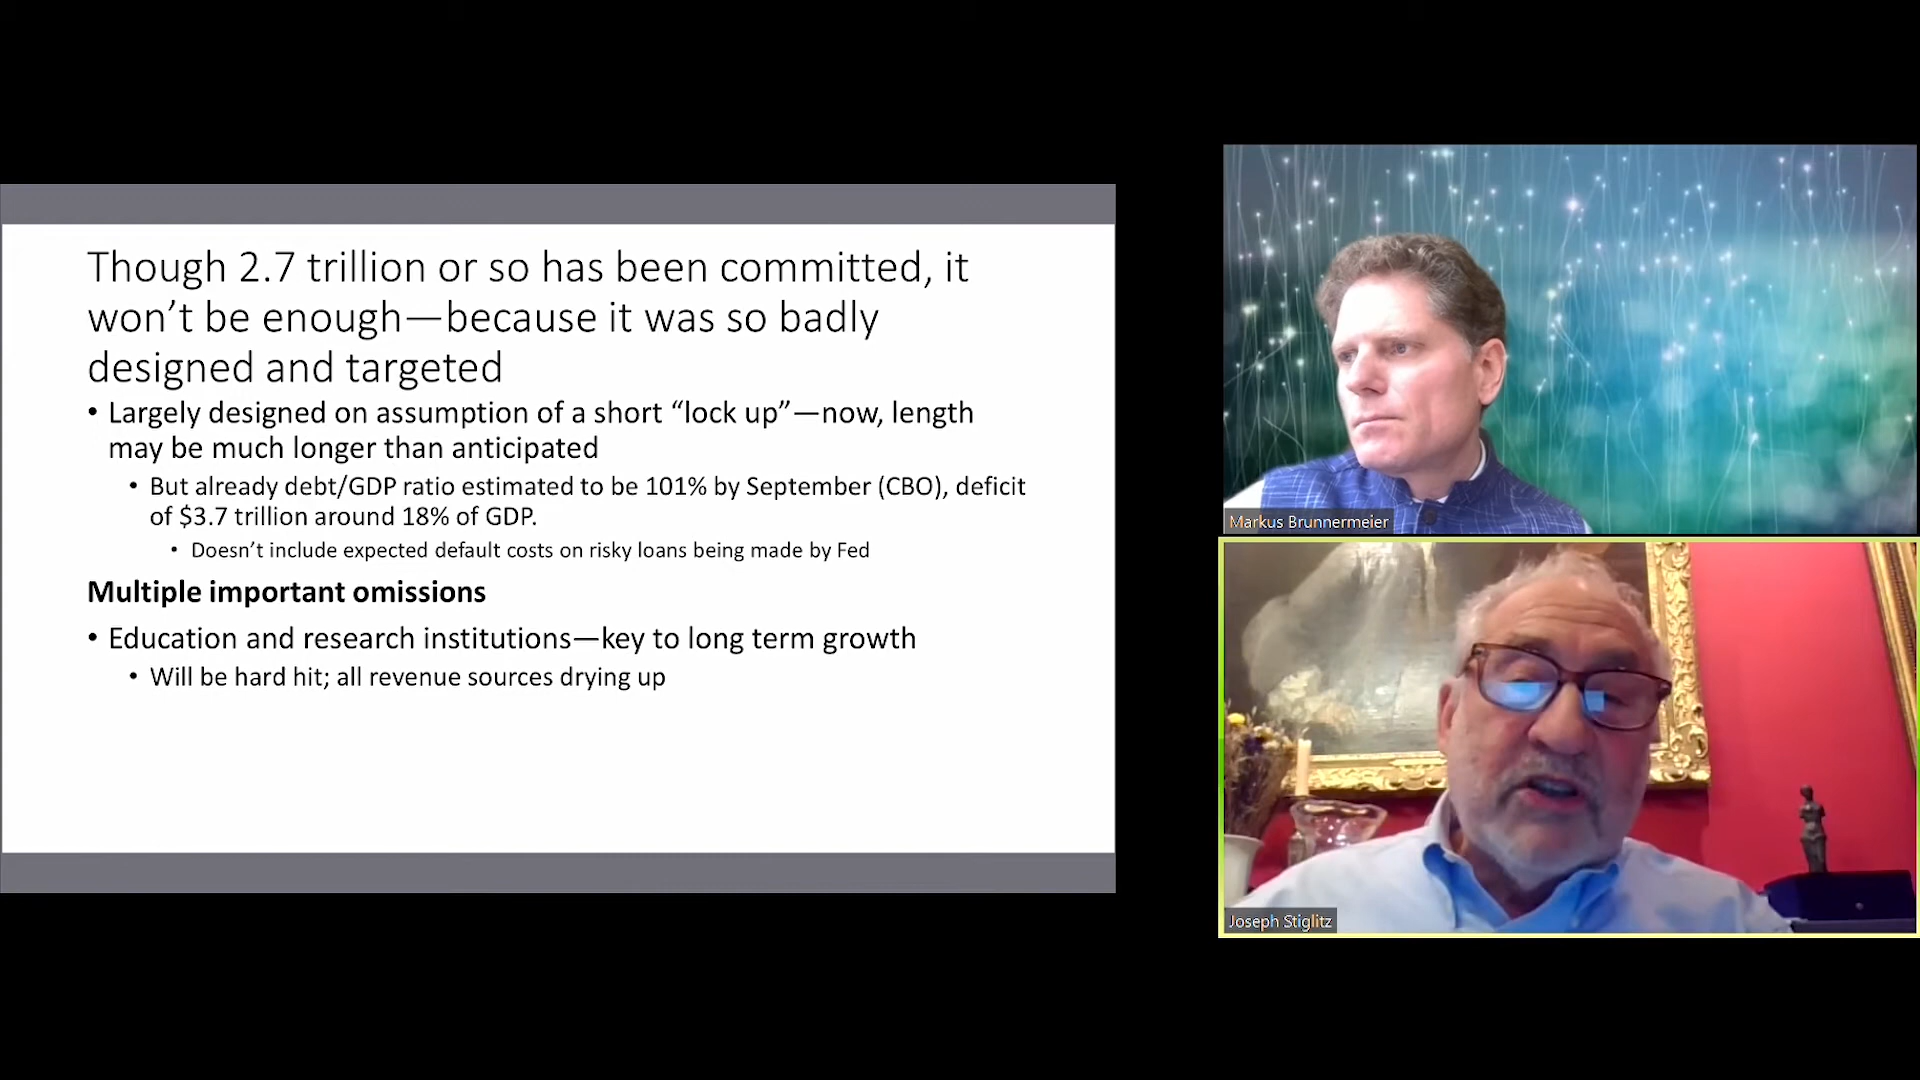 Though 2.7 trillion or so has been committed, it
won’t be enough—because it was so badly
designed and targeted
• Largely designed on assumption of a short “lock up”—now, length
may be much longer than anticipated
• But already debt/GDP ratio estimated to be 101% by September (CBO), deficit
of $3.7 trillion around 18% of GDP.
• Doesn’t include expected default costs on risky loans being made by Fed
Multiple important omissions
• Education and research institutions—key to long term growth
• Will be hard hit; all revenue sources drying up
Markus Brunnermeier
Joseph Stiglitz